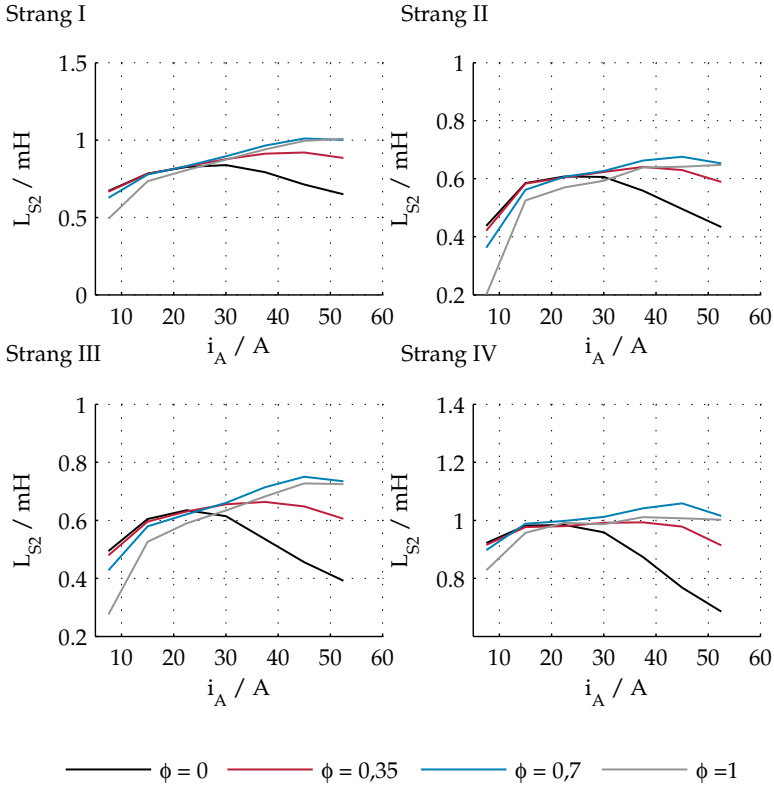 Strang I
1.5
1
0.5
0
L_S2 / mH
10 20 30 40 50 60
i_A / A
Strang II
1
0.8
0.6
0.4
0.2
L_S2 / mH
10 20 30 40 50 60
i_A / A
Strang III
1
0.8
0.6
0.4
0.2
L_S2 / mH
10 20 30 40 50 60
i_A / A
Strang IV
1.4
1.2
1
0.8
L_S2 / mH
10 20 30 40 50 60
i_A / A
ϕ = 0 ϕ = 0,35 ϕ = 0,7 ϕ =1